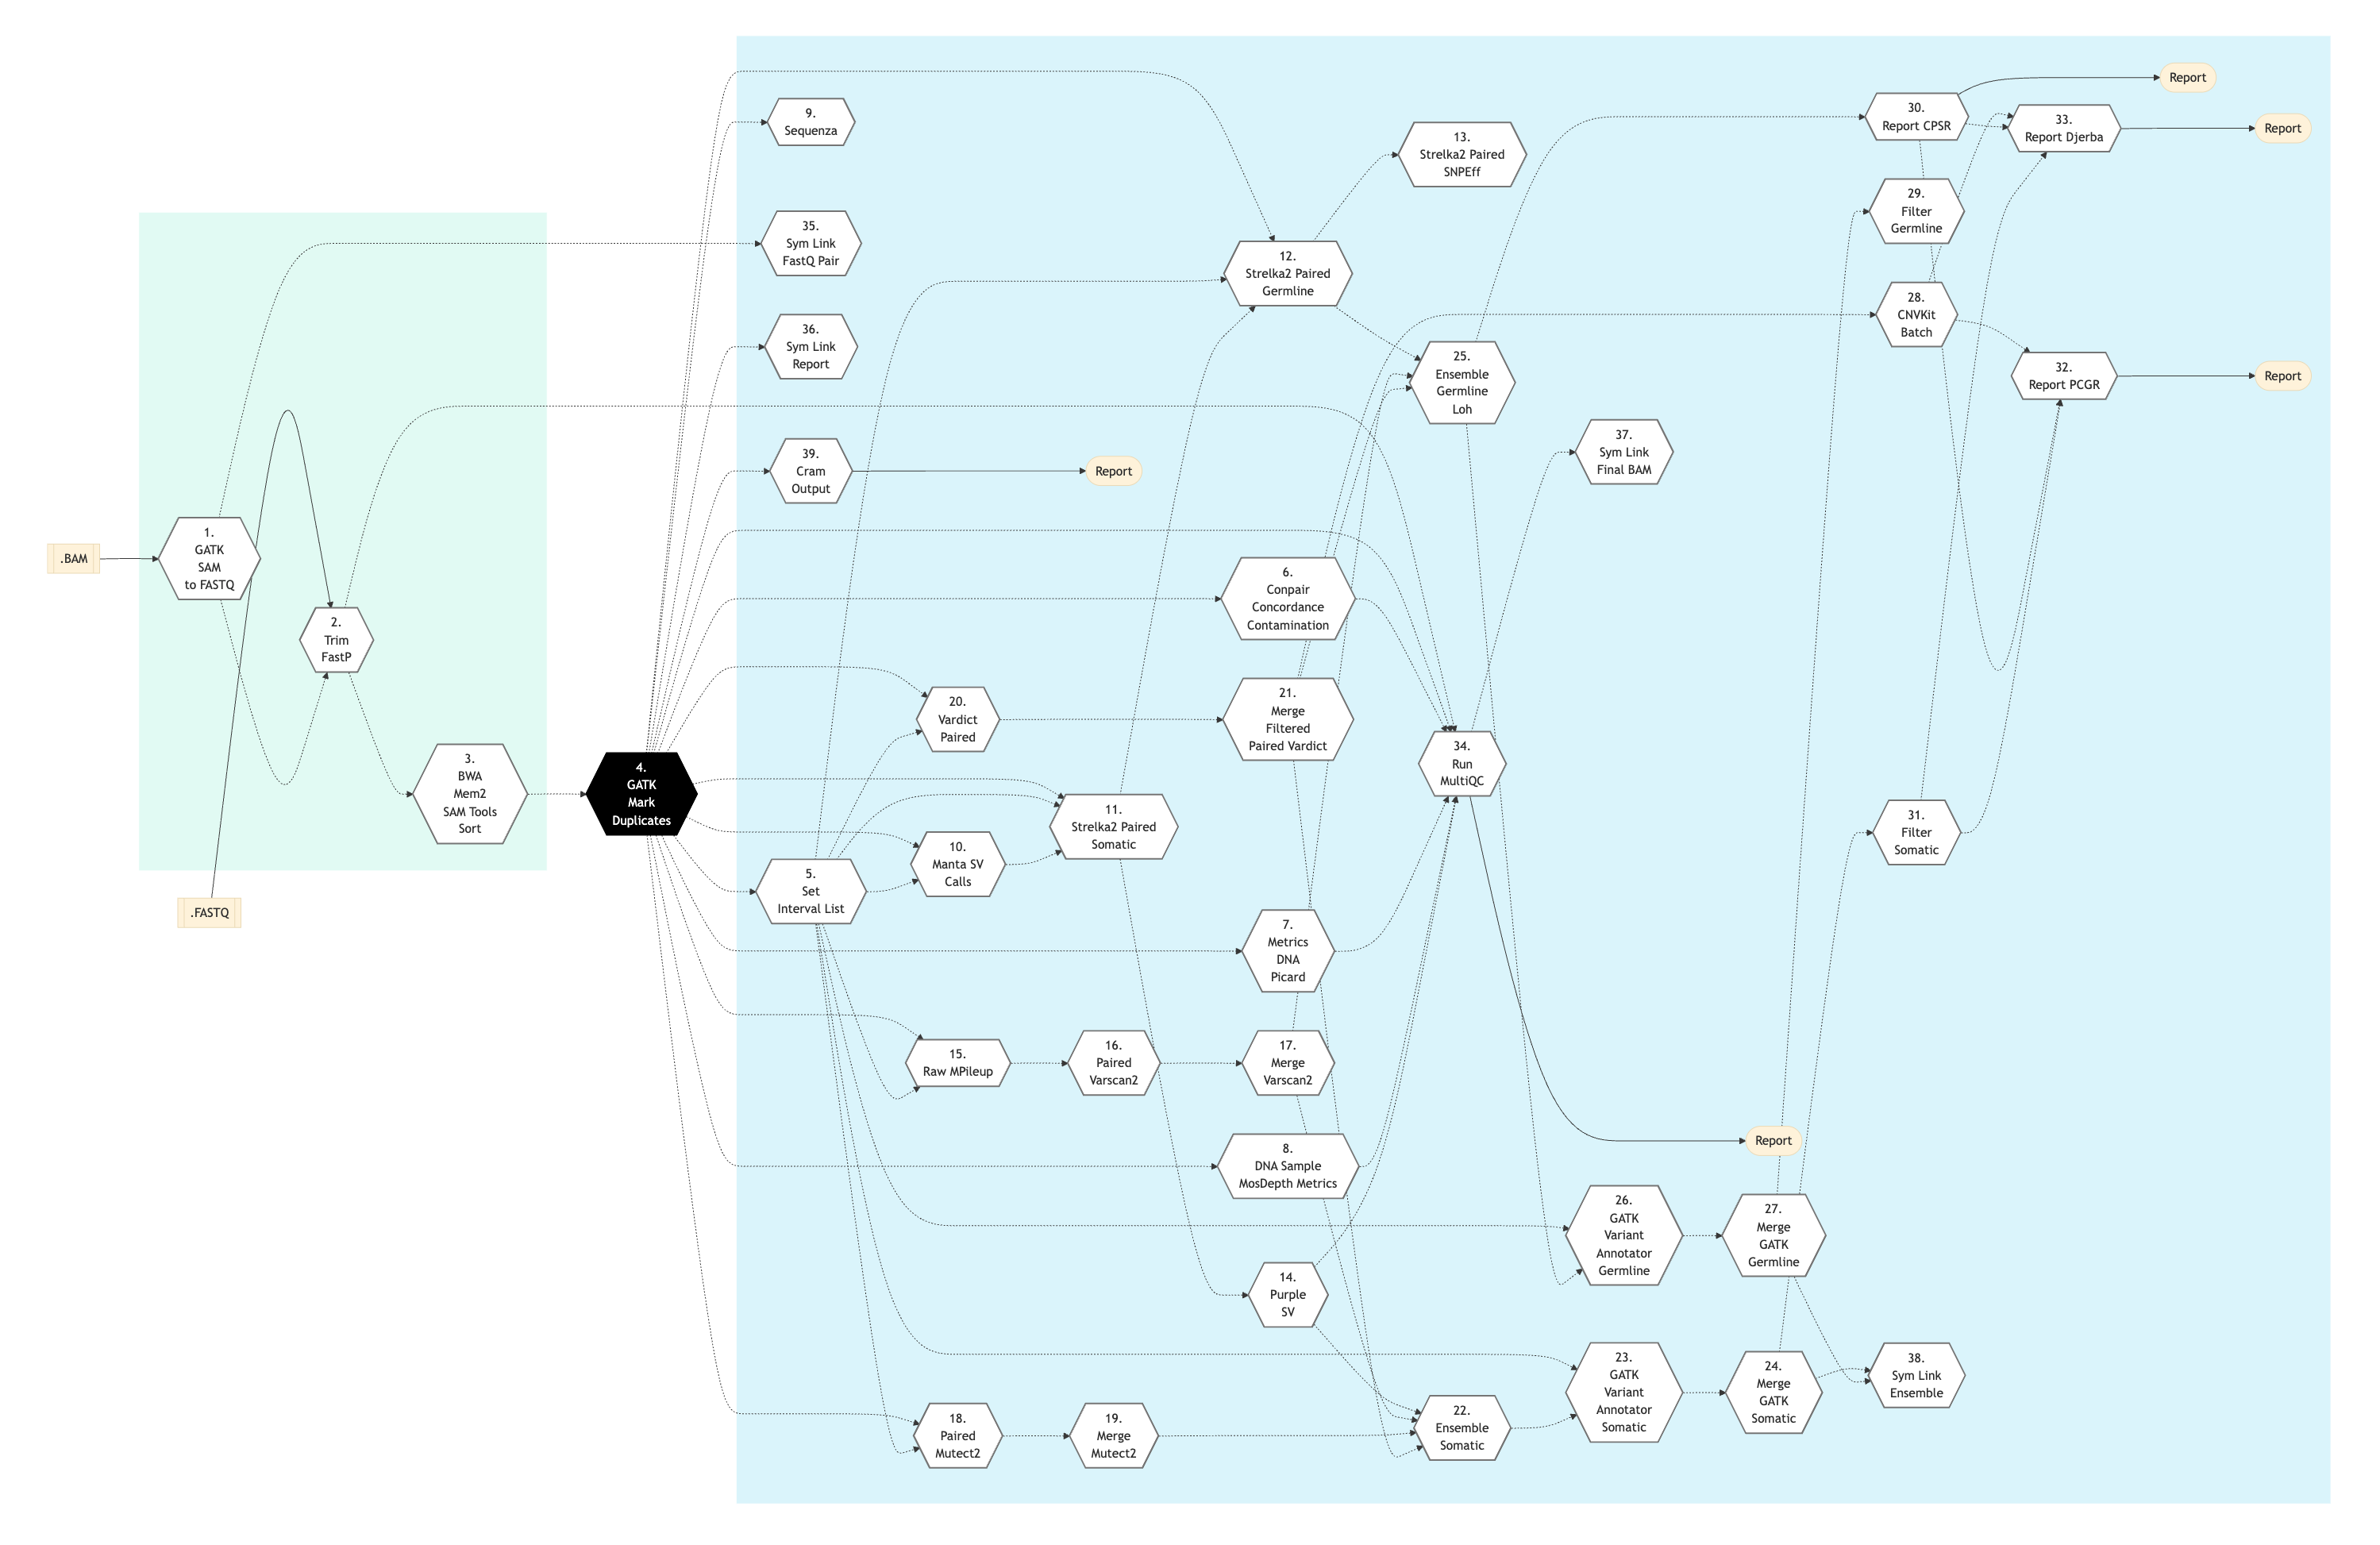 .BAM
.FASTQ
1.
GATK
SAM
to FASTQ
2.
Trim
FastP
3.
BWA
Mem2
SAM Tools
Sort
4.
GATK
Mark
Duplicates
9.
Sequenza
35.
Sym Link
FastQ Pair
36.
Sym Link
Report
39.
Cram
Output
Report
5.
Set
Interval List
20.
Vardict
Paired
10.
Manta SV
Calls
15.
Raw MPileup
18.
Paired
Mutect2
11.
Strelka2 Paired
Somatic
16.
Paired
Varscan2
19.
Merge
Mutect2
12.
Strelka2 Paired
Germline
6.
Conpair
Concordance
Contamination
21.
Merge
Filtered
Paired Vardict
7.
Metrics
DNA
Picard
17.
Merge
Varscan2
8.
DNA Sample
MosDepth Metrics
14.
Purple
SV
13.
Strelka2 Paired
SNPEff
25.
Ensemble
Germline
Loh
34.
Run
MultiQC
22.
Ensemble
Somatic
37.
Sym Link
Final BAM
26.
GATK
Variant
Annotator
Germline
23.
GATK
Variant
Annotator
Somatic
Report
27.
Merge
GATK
Germline
24.
Merge
GATK
Somatic
30.
Report CPSR
29.
Filter
Germline
28.
CNVKit
Batch
31.
Filter
Somatic
38.
Sym Link
Ensemble
33.
Report Djerba
32.
Report PCGR
Report
Report
Report